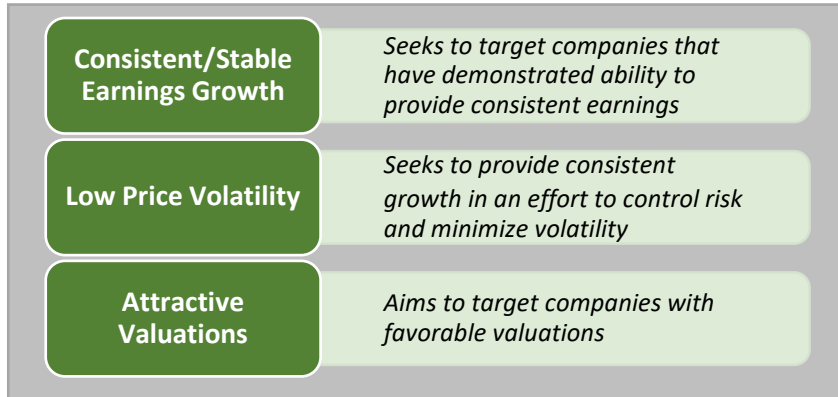 Consistent/Stable
Earnings Growth
Seeks to target companies that
have demonstrated ability to
provide consistent earnings
Low Price Volatility
Seeks to provide consistent
growth in an effort to control risk
and minimize volatility
Attractive
Valuations
Aims to target companies with
favorable valuations